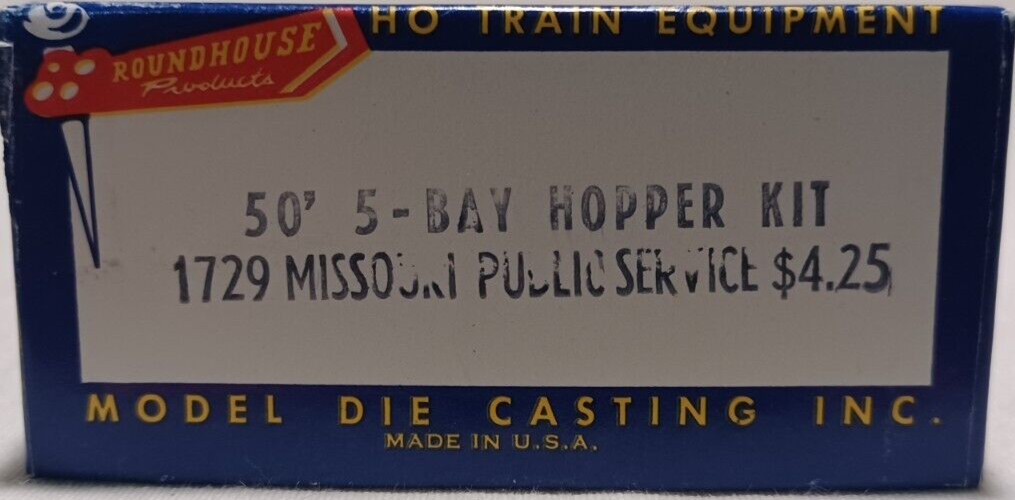 HO TRAIN EQUIPMENT
ROUNDHOUSE
Products
50' 5-BAY HOPPER KIT
1729 MISSOURI PUBLIC SERVICE $4.25
MODEL DIE CASTING INC.
MADE IN U.S.A.